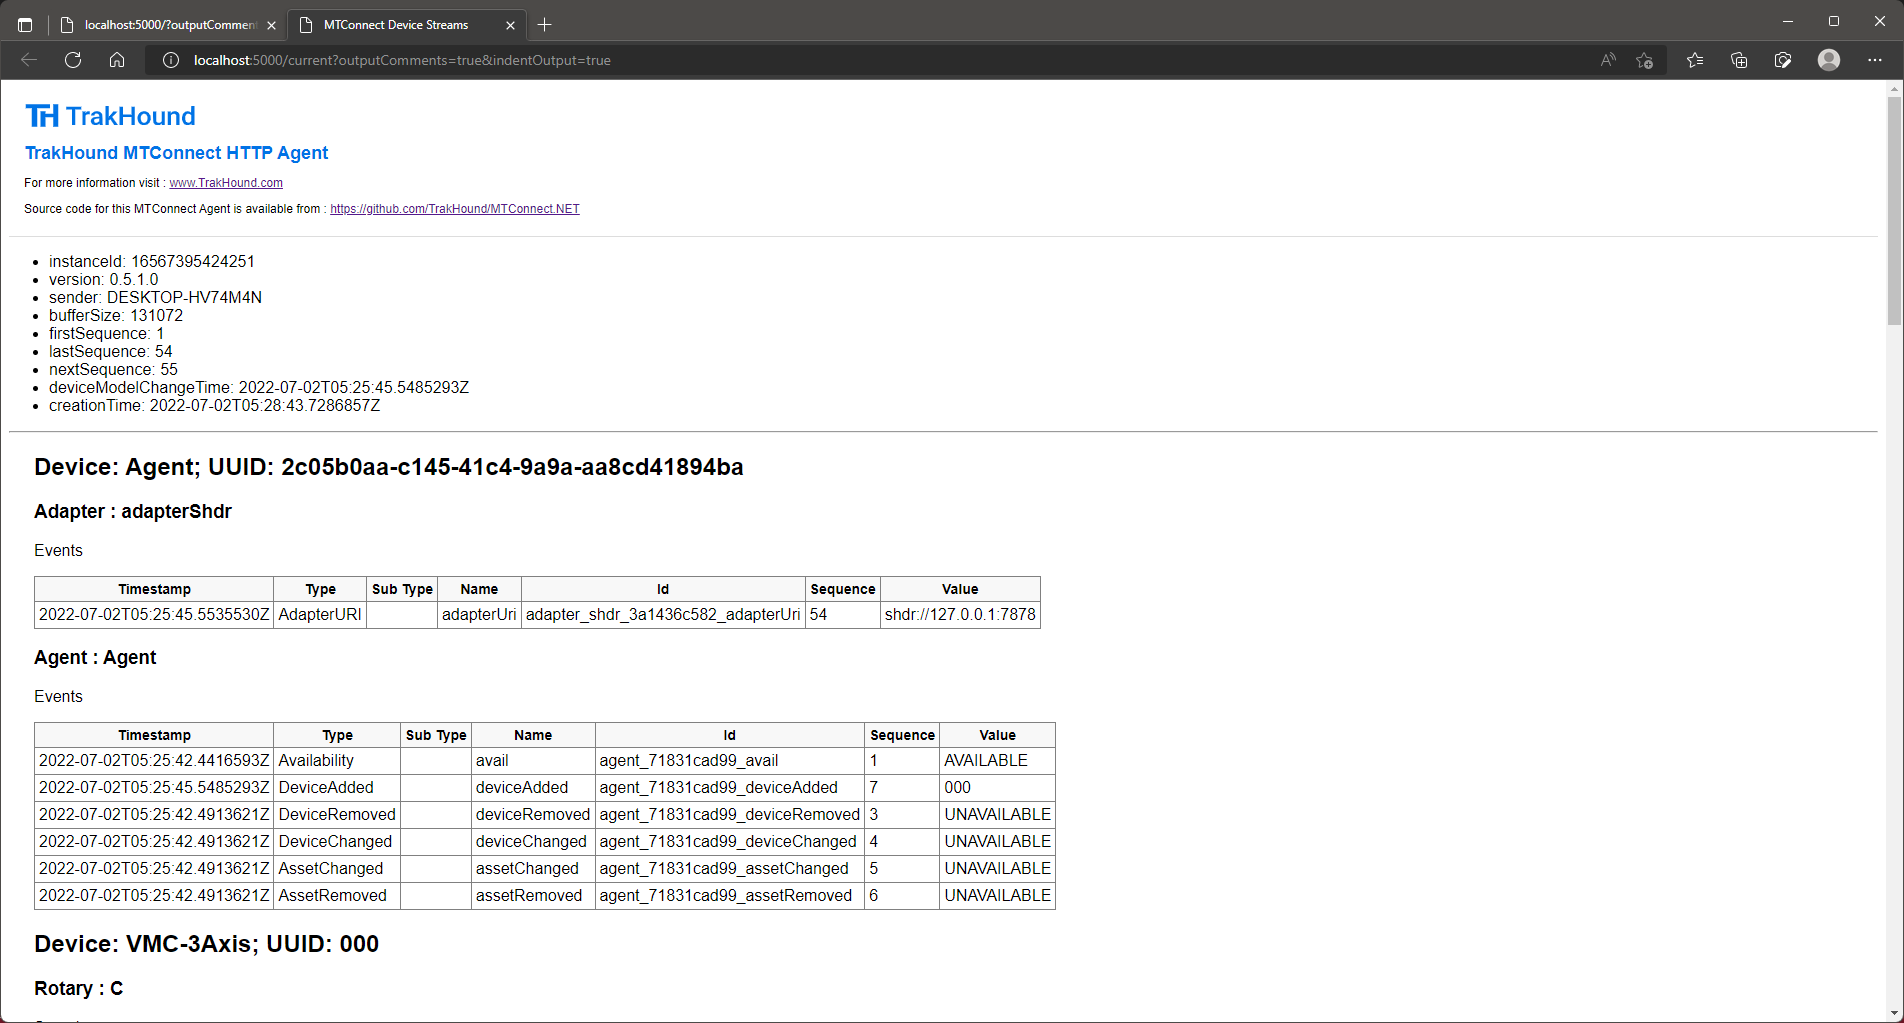 localhost:5000/?outputCommen
MTConnect Device Streams
localhost:5000/current?outputComments=true&indentOutput=true
TH TrakHound
TrakHound MTConnect HTTP Agent
For more information visit : www.TrakHound.com
Source code for this MTConnect Agent is available from : https://github.com/TrakHound/MTConnect.NET
• instanceId: 16567395424251
• version: 0.5.1.0
• sender: DESKTOP-HV74M4N
• bufferSize: 131072
• firstSequence: 1
• lastSequence: 54
• nextSequence: 55
• deviceModelChangeTime: 2022-07-02T05:25:45.5485293Z
• creationTime: 2022-07-02T05:28:43.7286857Z
Device: Agent; UUID: 2c05b0aa-c145-41c4-9a9a-aa8cd41894ba
Adapter : adapterShdr
Events
Timestamp Type Sub Type Name Id Sequence Value
2022-07-02T05:25:45.5535530Z AdapterURI adapterUri adapter_shdr_3a1436c582_adapterUri 54 shdr://127.0.0.1:7878
Agent : Agent
Events
Timestamp Type Sub Type Name Id Sequence Value
2022-07-02T05:25:42.4416593Z Availability avail agent_71831cad99_avail 1 AVAILABLE
2022-07-02T05:25:45.5485293Z DeviceAdded deviceAdded agent_71831cad99_deviceAdded 7 000
2022-07-02T05:25:42.4913621Z DeviceRemoved deviceRemoved agent_71831cad99_deviceRemoved 3 UNAVAILABLE
2022-07-02T05:25:42.4913621Z DeviceChanged deviceChanged agent_71831cad99_deviceChanged 4 UNAVAILABLE
2022-07-02T05:25:42.4913621Z AssetChanged assetChanged agent_71831cad99_assetChanged 5 UNAVAILABLE
2022-07-02T05:25:42.4913621Z AssetRemoved assetRemoved agent_71831cad99_assetRemoved 6 UNAVAILABLE
Device: VMC-3Axis; UUID: 000
Rotary : C